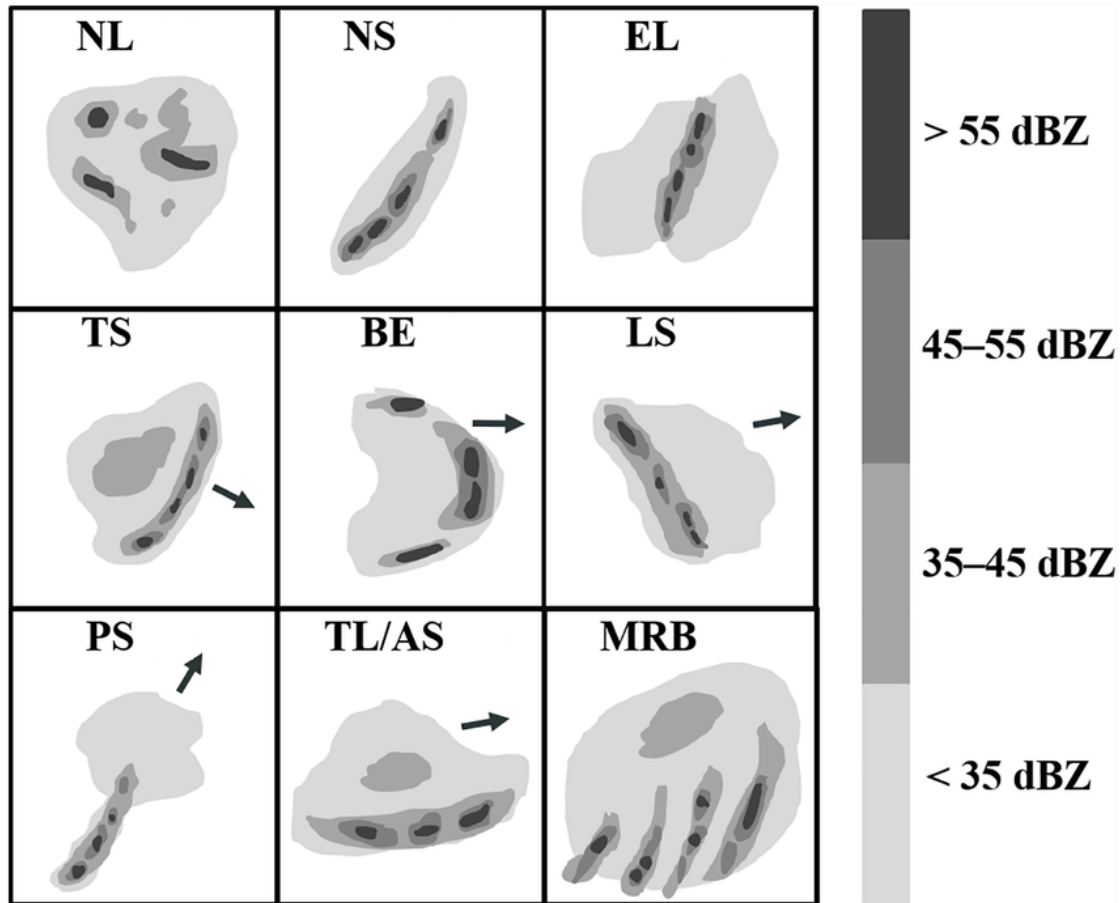 NL
NS
EL
TS
BE
LS
PS
TL/AS
MRB
> 55 dBZ
45–55 dBZ
35–45 dBZ
< 35 dBZ